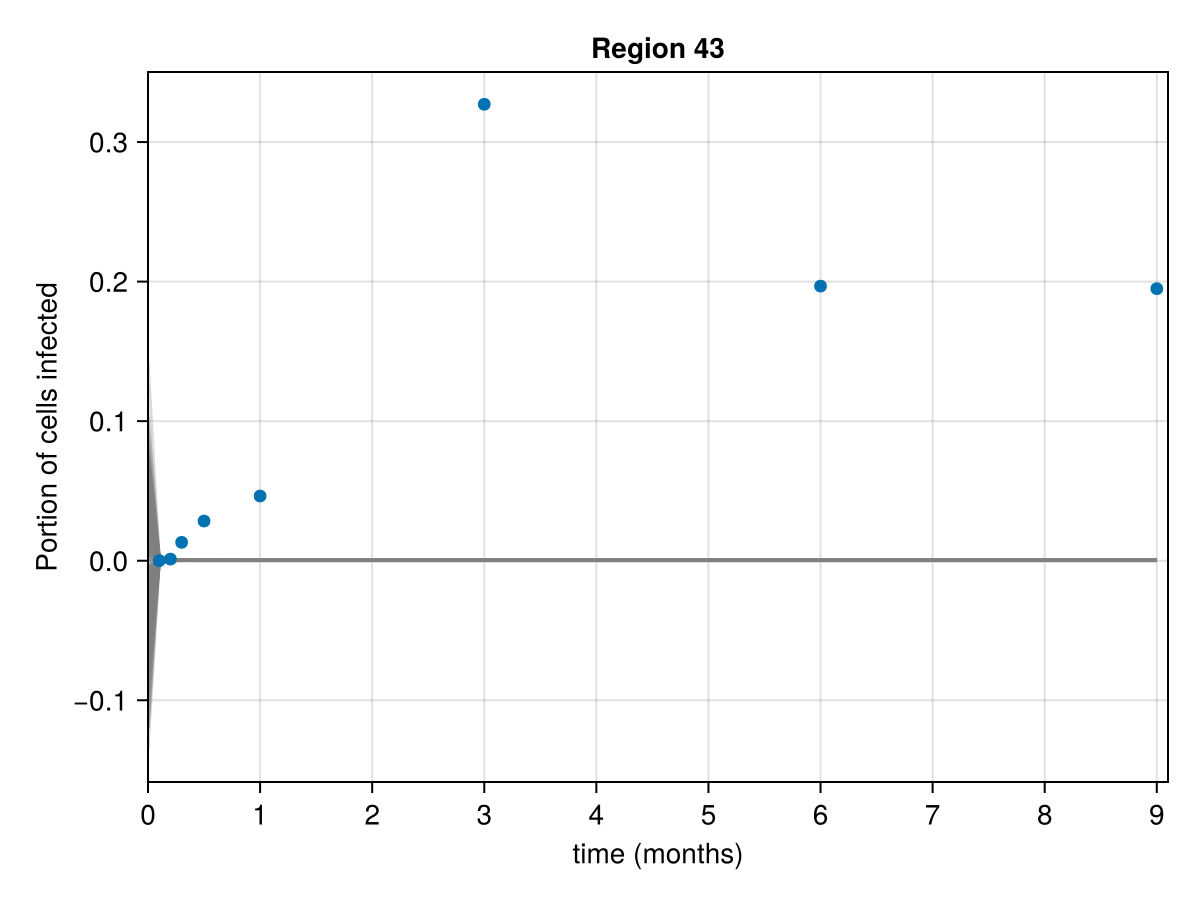 Region 43
Portion of cells infected
0.3
0.2
0.1
0.0
−0.1
0 1 2 3 4 5 6 7 8 9
time (months)